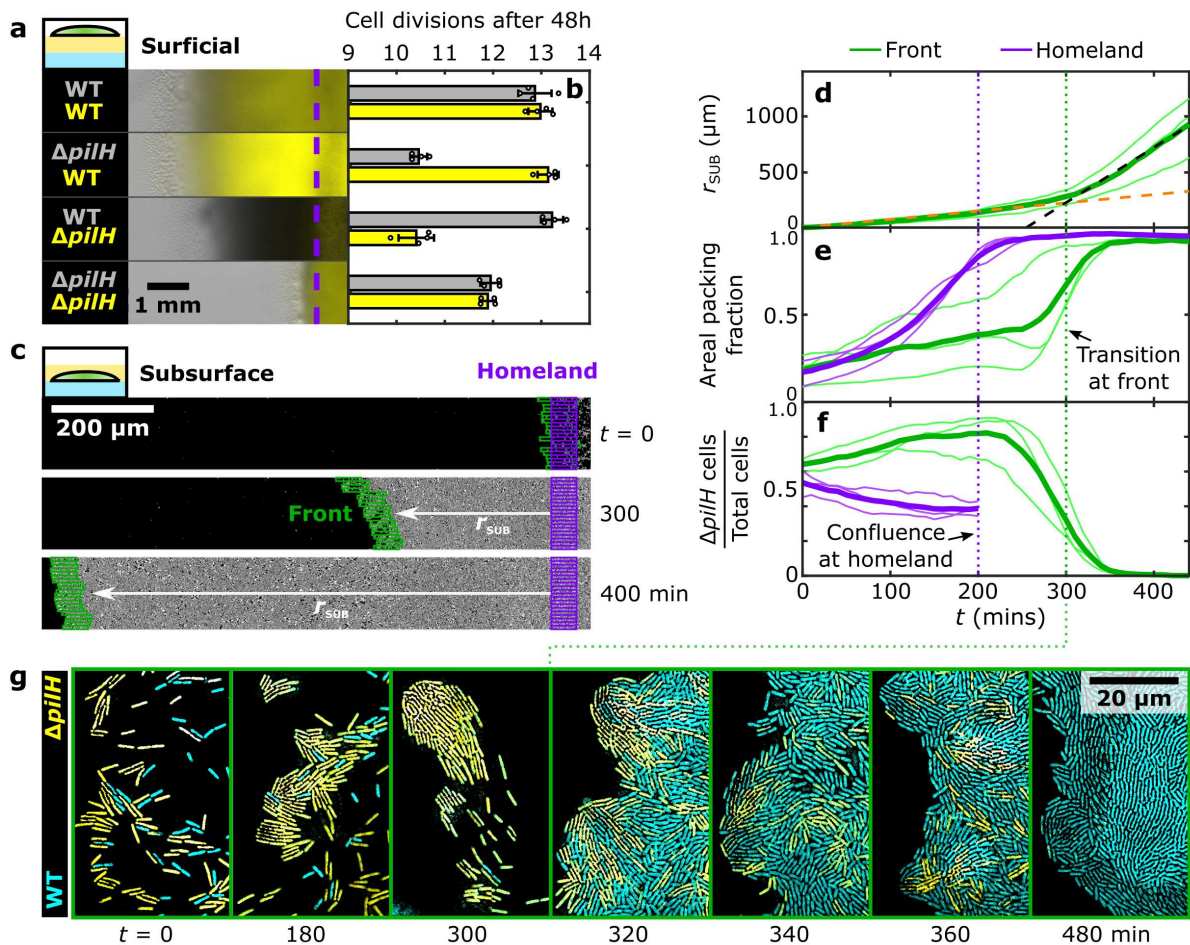 a
Surficial
Cell divisions after 48h
9 10 11 12 13 14
b
WT
WT
ΔpilH
WT
WT
ΔpilH
ΔpilH
ΔpilH
1 mm
c
Subsurface
Homeland
200 μm
t = 0
Front
r_SUB
300
r_SUB
400 min
Front
Homeland
d
r_SUB (μm)
1000
500
0
e
Areal packing
fraction
1.0
0.5
0
Transition
at front
f
ΔpilH cells
Total cells
1.0
0.5
0
Confluence
at homeland
0 100 200 300 400
t (mins)
g
ΔpilH
WT
20 μm
t = 0 180 300 320 340 360 480 min